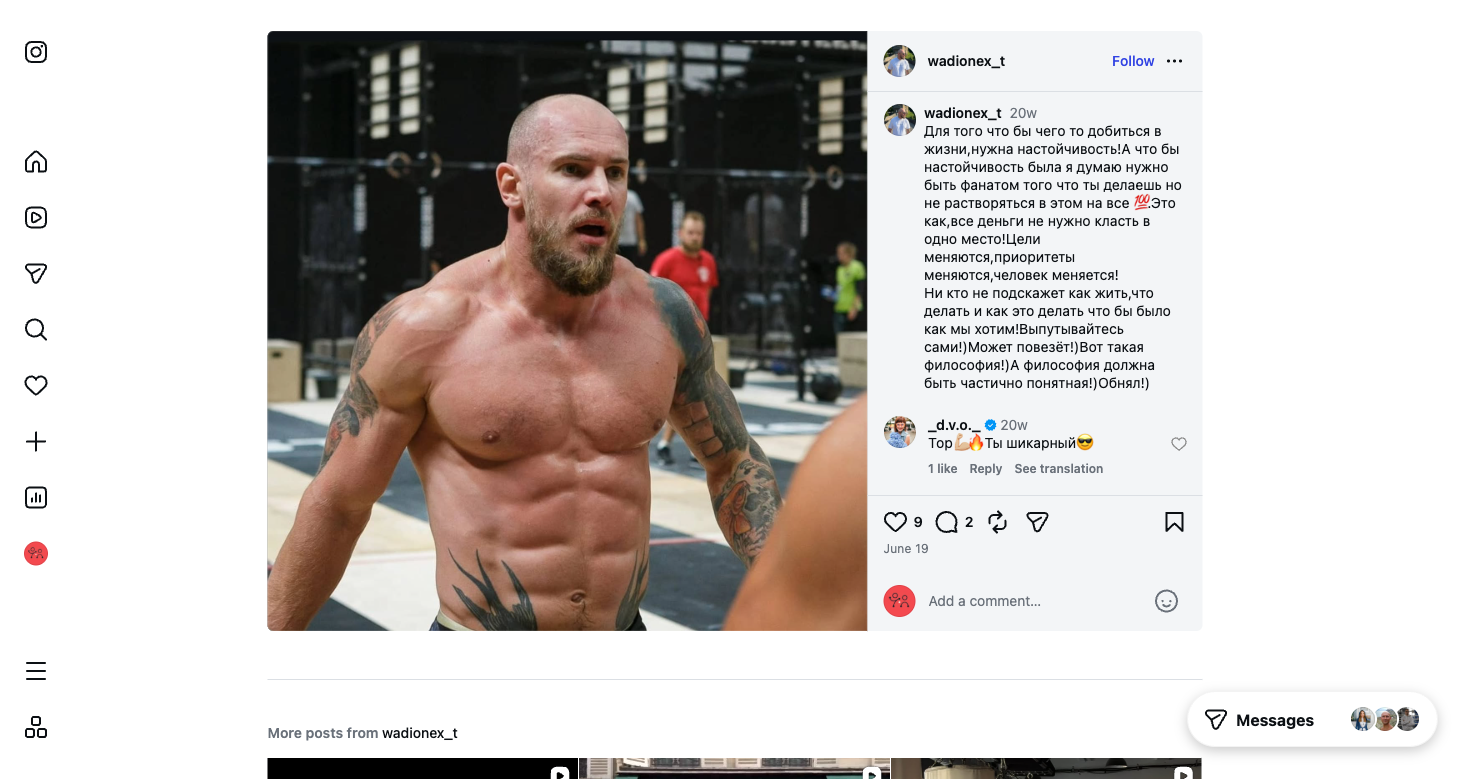 wadionex_t
Follow
wadionex_t 20w
Для того что бы чего то добиться в
жизни,нужна настойчивость!А что бы
настойчивость была я думаю нужно
быть фанатом того что ты делаешь но
не растворяться в этом на все 💯.Это
как,все деньги не нужно класть в
одно место!Цели
меняются,приоритеты
меняются,человек меняется!
Ни кто не подскажет как жить,что
делать и как это делать что бы было
как мы хотим!Выпутывайтесь
сами!)Может повезёт!)Вот такая
философия!)А философия должна
быть частично понятная!)Обнял!)
_d.v.o._ 20w
Тор💪🏼🔥Ты шикарный😎
1 like Reply See translation
9 2
June 19
Add a comment...
More posts from wadionex_t
Messages